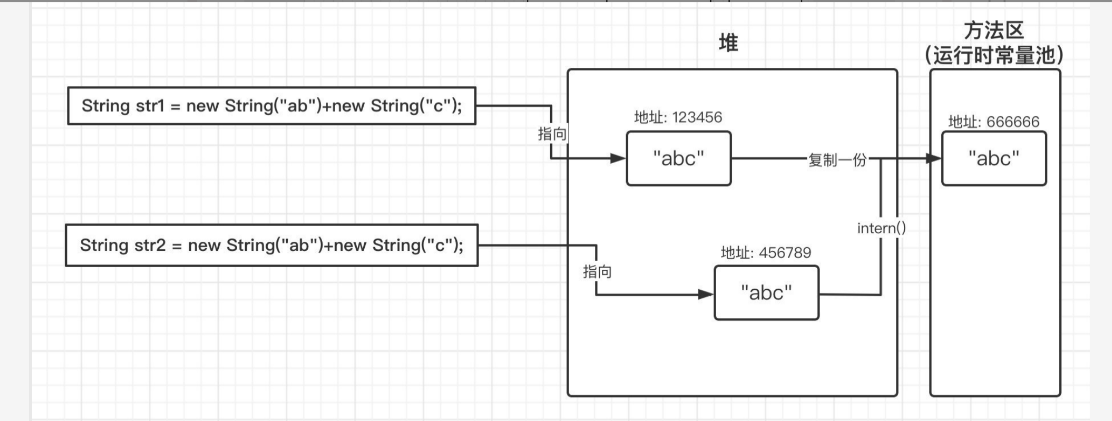 堆
方法区
（运行时常量池）
String str1 = new String("ab")+new String("c");
指向
地址: 123456
"abc"
复制一份
地址: 666666
"abc"
intern()
String str2 = new String("ab")+new String("c");
指向
地址: 456789
"abc"